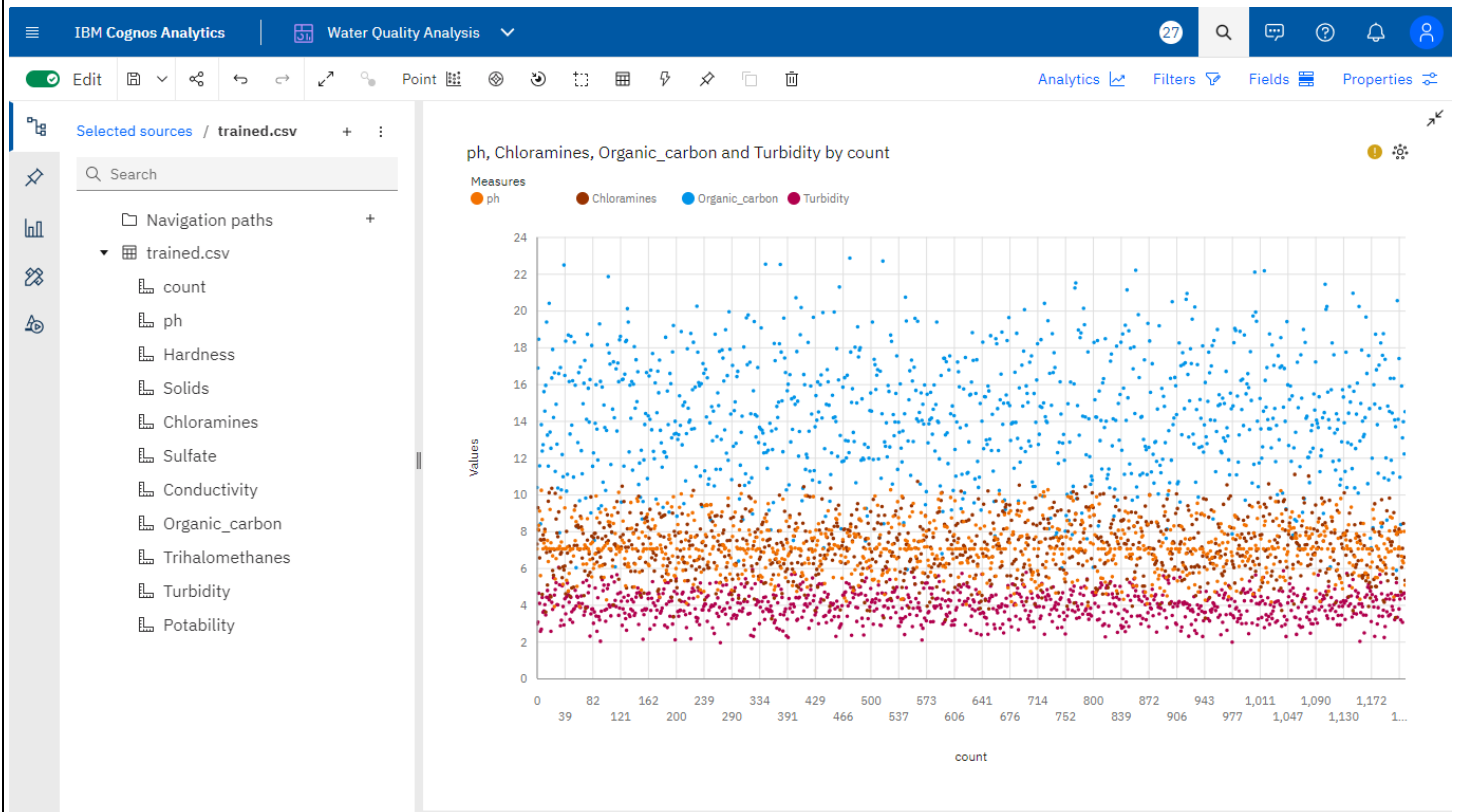 IBM Cognos Analytics Water Quality Analysis 27
Edit Point Analytics Filters Fields Properties
Selected sources / trained.csv + :
Search
Navigation paths +
trained.csv
count
ph
Hardness
Solids
Chloramines
Sulfate
Conductivity
Organic_carbon
Trihalomethanes
Turbidity
Potability
ph, Chloramines, Organic_carbon and Turbidity by count
Measures
ph Chloramines Organic_carbon Turbidity
24
22
20
18
16
14
12
10
8
6
4
2
0
Values
0 82 162 239 334 429 500 573 641 714 800 872 943 1,011 1,090 1,172
39 121 200 290 391 466 537 606 676 752 839 906 977 1,047 1,130 1...
count